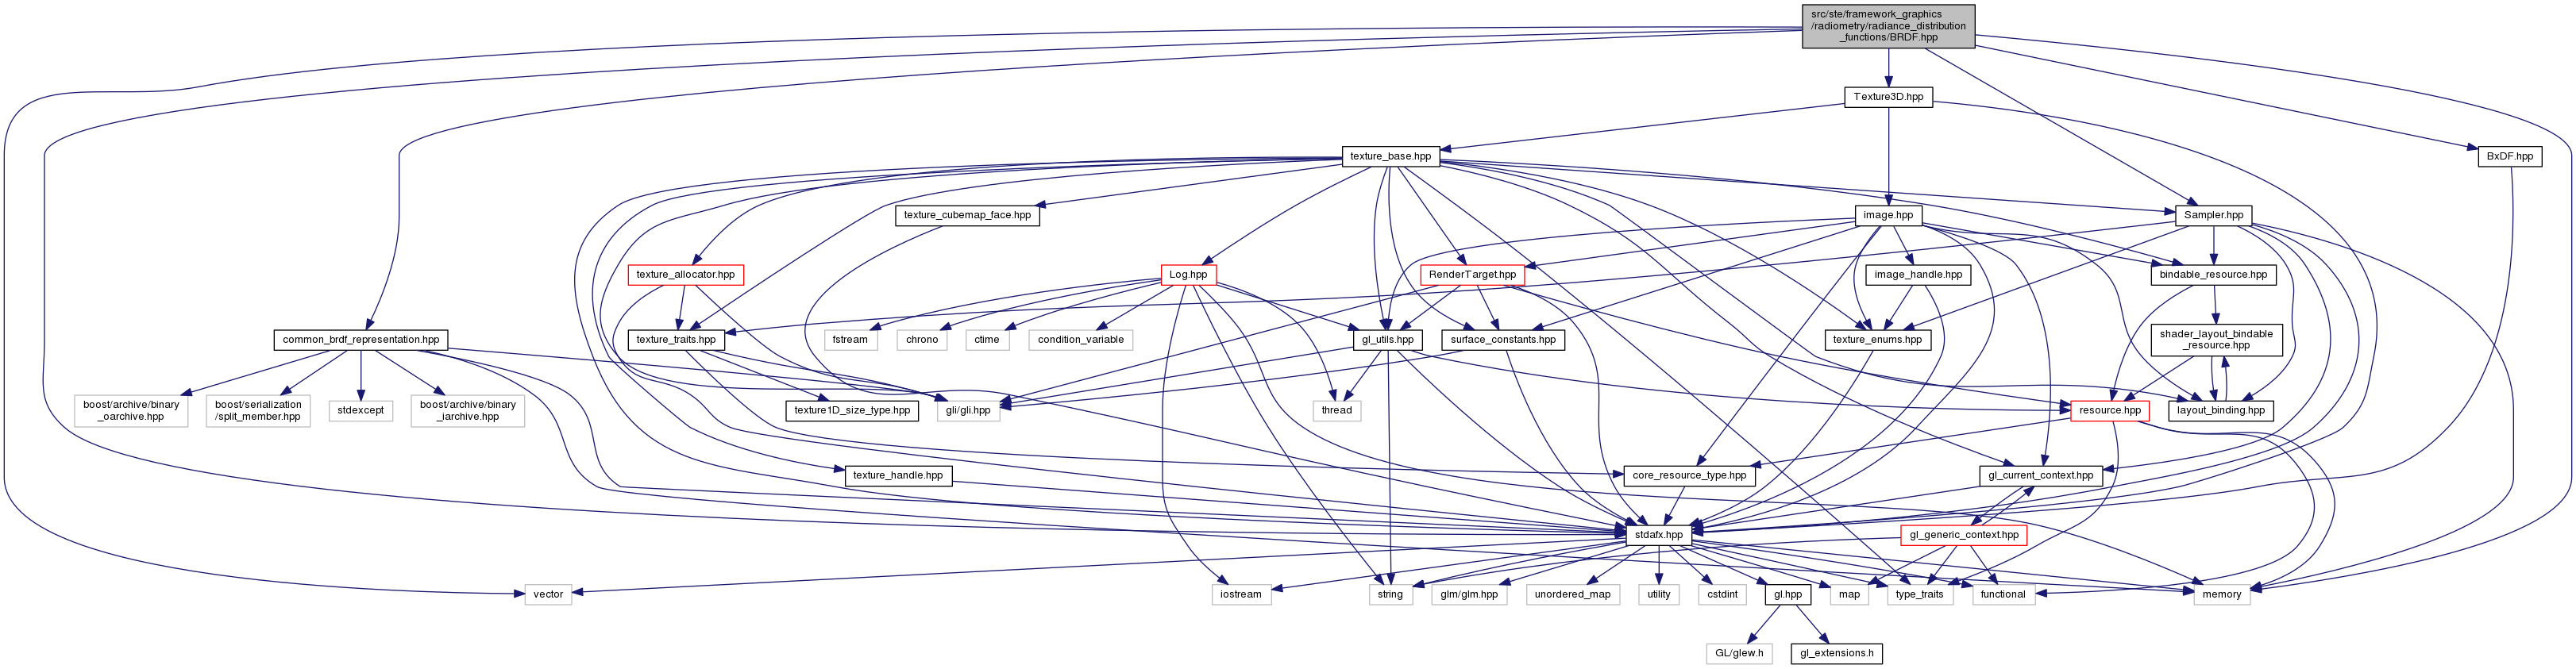 src/ste/framework_graphics
/radiometry/radiance_distribution
_functions/BRDF.hpp
Texture3D.hpp
texture_base.hpp
BxDF.hpp
texture_cubemap_face.hpp
image.hpp
Sampler.hpp
texture_allocator.hpp
Log.hpp
RenderTarget.hpp
image_handle.hpp
bindable_resource.hpp
common_brdf_representation.hpp
texture_traits.hpp
fstream
chrono
ctime
condition_variable
gl_utils.hpp
surface_constants.hpp
texture_enums.hpp
shader_layout_bindable
_resource.hpp
boost/archive/binary
_oarchive.hpp
boost/serialization
/split_member.hpp
stdexcept
boost/archive/binary
_iarchive.hpp
texture1D_size_type.hpp
gli/gli.hpp
thread
resource.hpp
layout_binding.hpp
texture_handle.hpp
core_resource_type.hpp
gl_current_context.hpp
stdafx.hpp
gl_generic_context.hpp
vector
iostream
string
glm/glm.hpp
unordered_map
utility
cstdint
gl.hpp
map
type_traits
functional
memory
GL/glew.h
gl_extensions.h